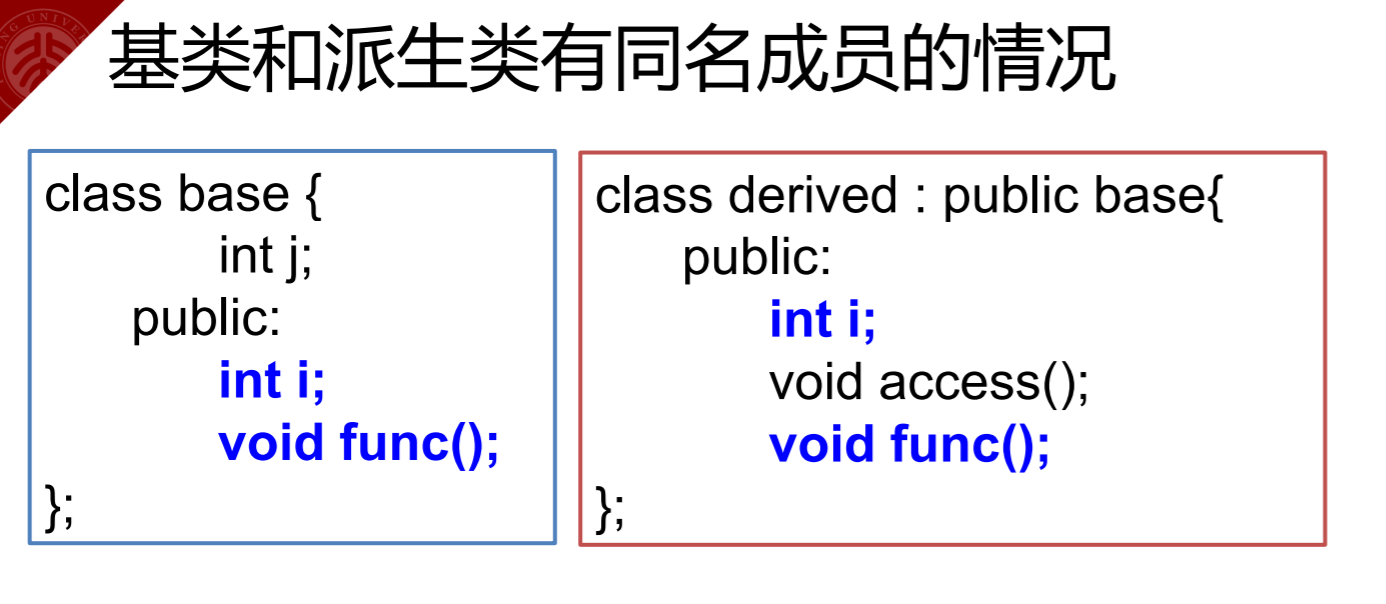 基类和派生类有同名成员的情况
class base {
int j;
public:
int i;
void func();
};
class derived : public base{
public:
int i;
void access();
void func();
};